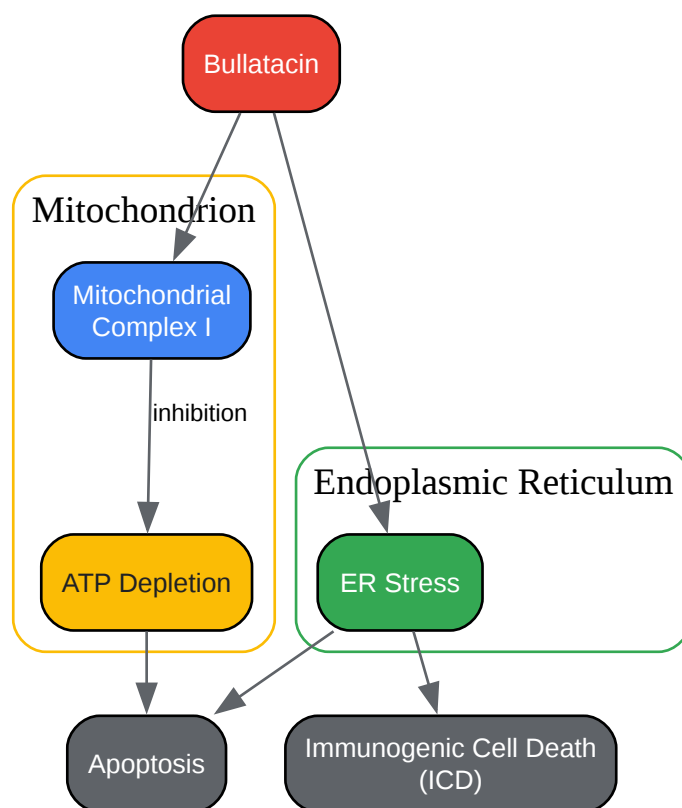 Bullatacin
Mitochondrion
Mitochondrial
Complex I
inhibition
Endoplasmic Reticulum
ATP Depletion
ER Stress
Apoptosis
Immunogenic Cell Death
(ICD)